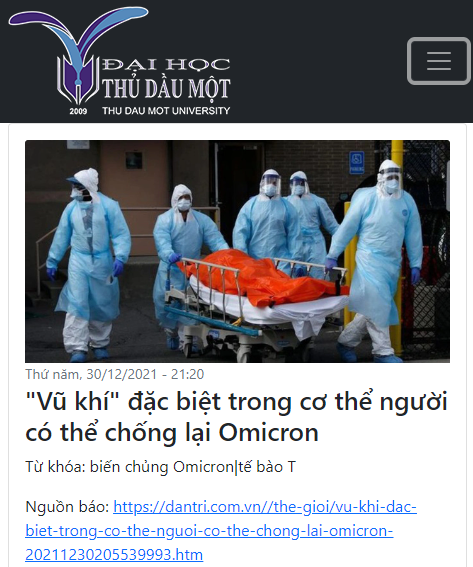 ĐẠI HỌC
THỦ DẦU MỘT
2009 THU DAU MOT UNIVERSITY
Thứ năm, 30/12/2021 - 21:20
"Vũ khí" đặc biệt trong cơ thể người
có thể chống lại Omicron
Từ khóa: biến chủng Omicron|tế bào T
Nguồn báo: https://dantri.com.vn//the-gioi/vu-khi-dac-
biet-trong-co-the-nguoi-co-the-chong-lai-omicron-
20211230205539993.htm